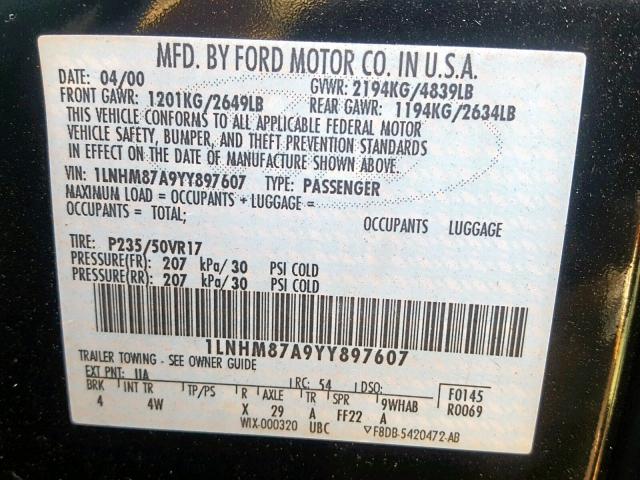 MFD. BY FORD MOTOR CO. IN U.S.A.
DATE: 04/00 GVWR: 2194KG/4839LB
FRONT GAWR: 1201KG/2649LB REAR GAWR: 1194KG/2634LB
THIS VEHICLE CONFORMS TO ALL APPLICABLE FEDERAL MOTOR
VEHICLE SAFETY, BUMPER, AND THEFT PREVENTION STANDARDS
IN EFFECT ON THE DATE OF MANUFACTURE SHOWN ABOVE.
VIN: 1LNHM87A9YY897607 TYPE: PASSENGER
MAXIMUM LOAD = OCCUPANTS + LUGGAGE =
OCCUPANTS = TOTAL; OCCUPANTS LUGGAGE
TIRE: P235/50VR17
PRESSURE(FR) 207 kPa/ 30 PSI COLD
PRESSURE(RR) 207 kPa/ 30 PSI COLD
1LNHM87A9YY897607
TRAILER TOWING - SEE OWNER GUIDE
EXT PNT: UA RC: 54 DSO:
BRK INT TR TP/PS R AXLE TR SPR 9WHAB F0145
4 4W X 29 A FF22 A R0069
WIX-000320 UBC ▽F8DB-5420472-AB